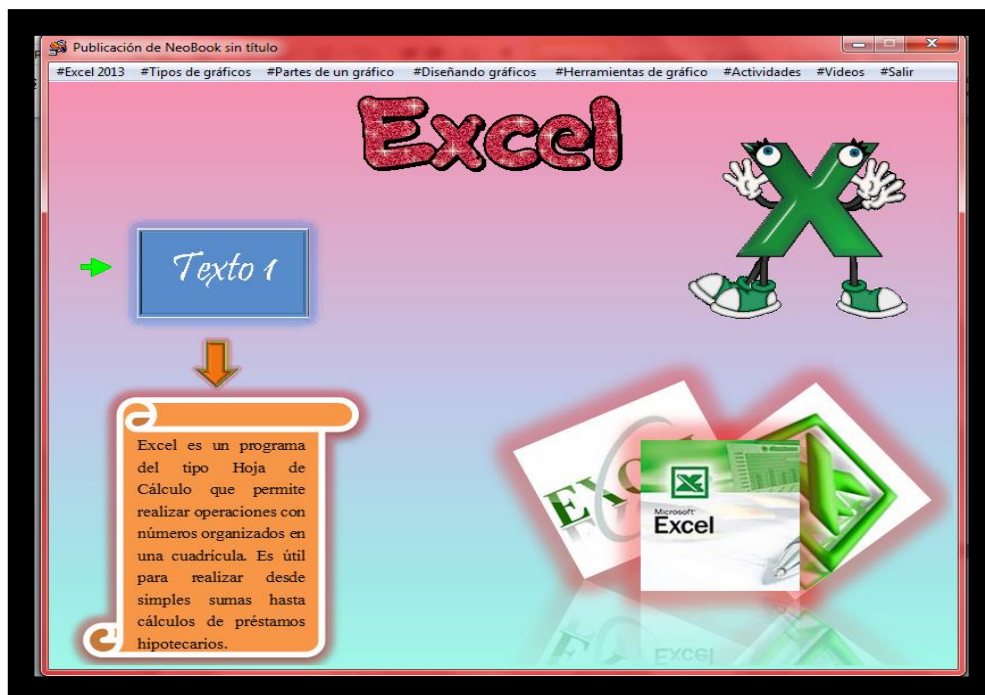 Publicación de NeoBook sin título
#Excel 2013 #Tipos de gráficos #Partes de un gráfico #Diseñando gráficos #Herramientas de gráfico #Actividades #Videos #Salir
Excel
Texto 1
Excel es un programa
del tipo Hoja de
Cálculo que permite
realizar operaciones con
números organizados en
una cuadrícula. Es útil
para realizar desde
simples sumas hasta
cálculos de préstamos
hipotecarios.
EXCEL
Microsoft
Excel